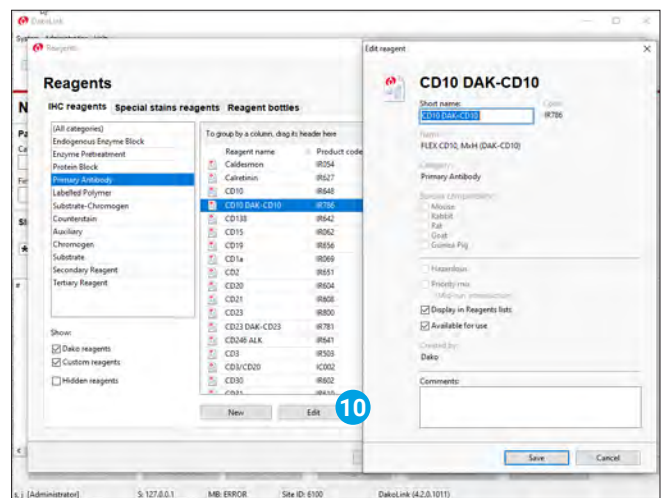 DakoLink
Reagents
Reagents
IHC reagents Special stains reagents Reagent bottles
(All categories)
Endogenous Enzyme Block
Enzyme Pretreatment
Protein Block
Primary Antibody
Labelled Polymer
Substrate-Chromogen
Counterstain
Auxiliary
Chromogen
Substrate
Secondary Reagent
Tertiary Reagent
Show:
Dako reagents
Custom reagents
Hidden reagents
To group by a column, drag its header here
Reagent name Product code
Caldesmon IR054
Calretinin IR627
CD10 IR648
CD10 DAK-CD10 IR786
CD138 IR642
CD15 IR062
CD19 IR656
CD1a IR069
CD2 IR651
CD20 IR604
CD21 IR608
CD23 IR800
CD23 DAK-CD23 IR781
CD246 ALK IR641
CD3 IR503
CD3/CD20 IC002
CD30 IR602
CD31 IR610
New Edit 10
Edit reagent
CD10 DAK-CD10
Short name: Code:
CD10 DAK-CD10 IR786
Name:
FLEX CD10, MxH (DAK-CD10)
Category:
Primary Antibody
Mouse
Rabbit
Rat
Goat
Guinea Pig
Hazardous
Priority mix
Display in Reagents lists
Available for use
Created by:
Dako
Comments:
Save Cancel
s, j [Administrator] S: 127.0.0.1 MB: ERROR Site ID: 6100 DakoLink (4.2.0.1011)